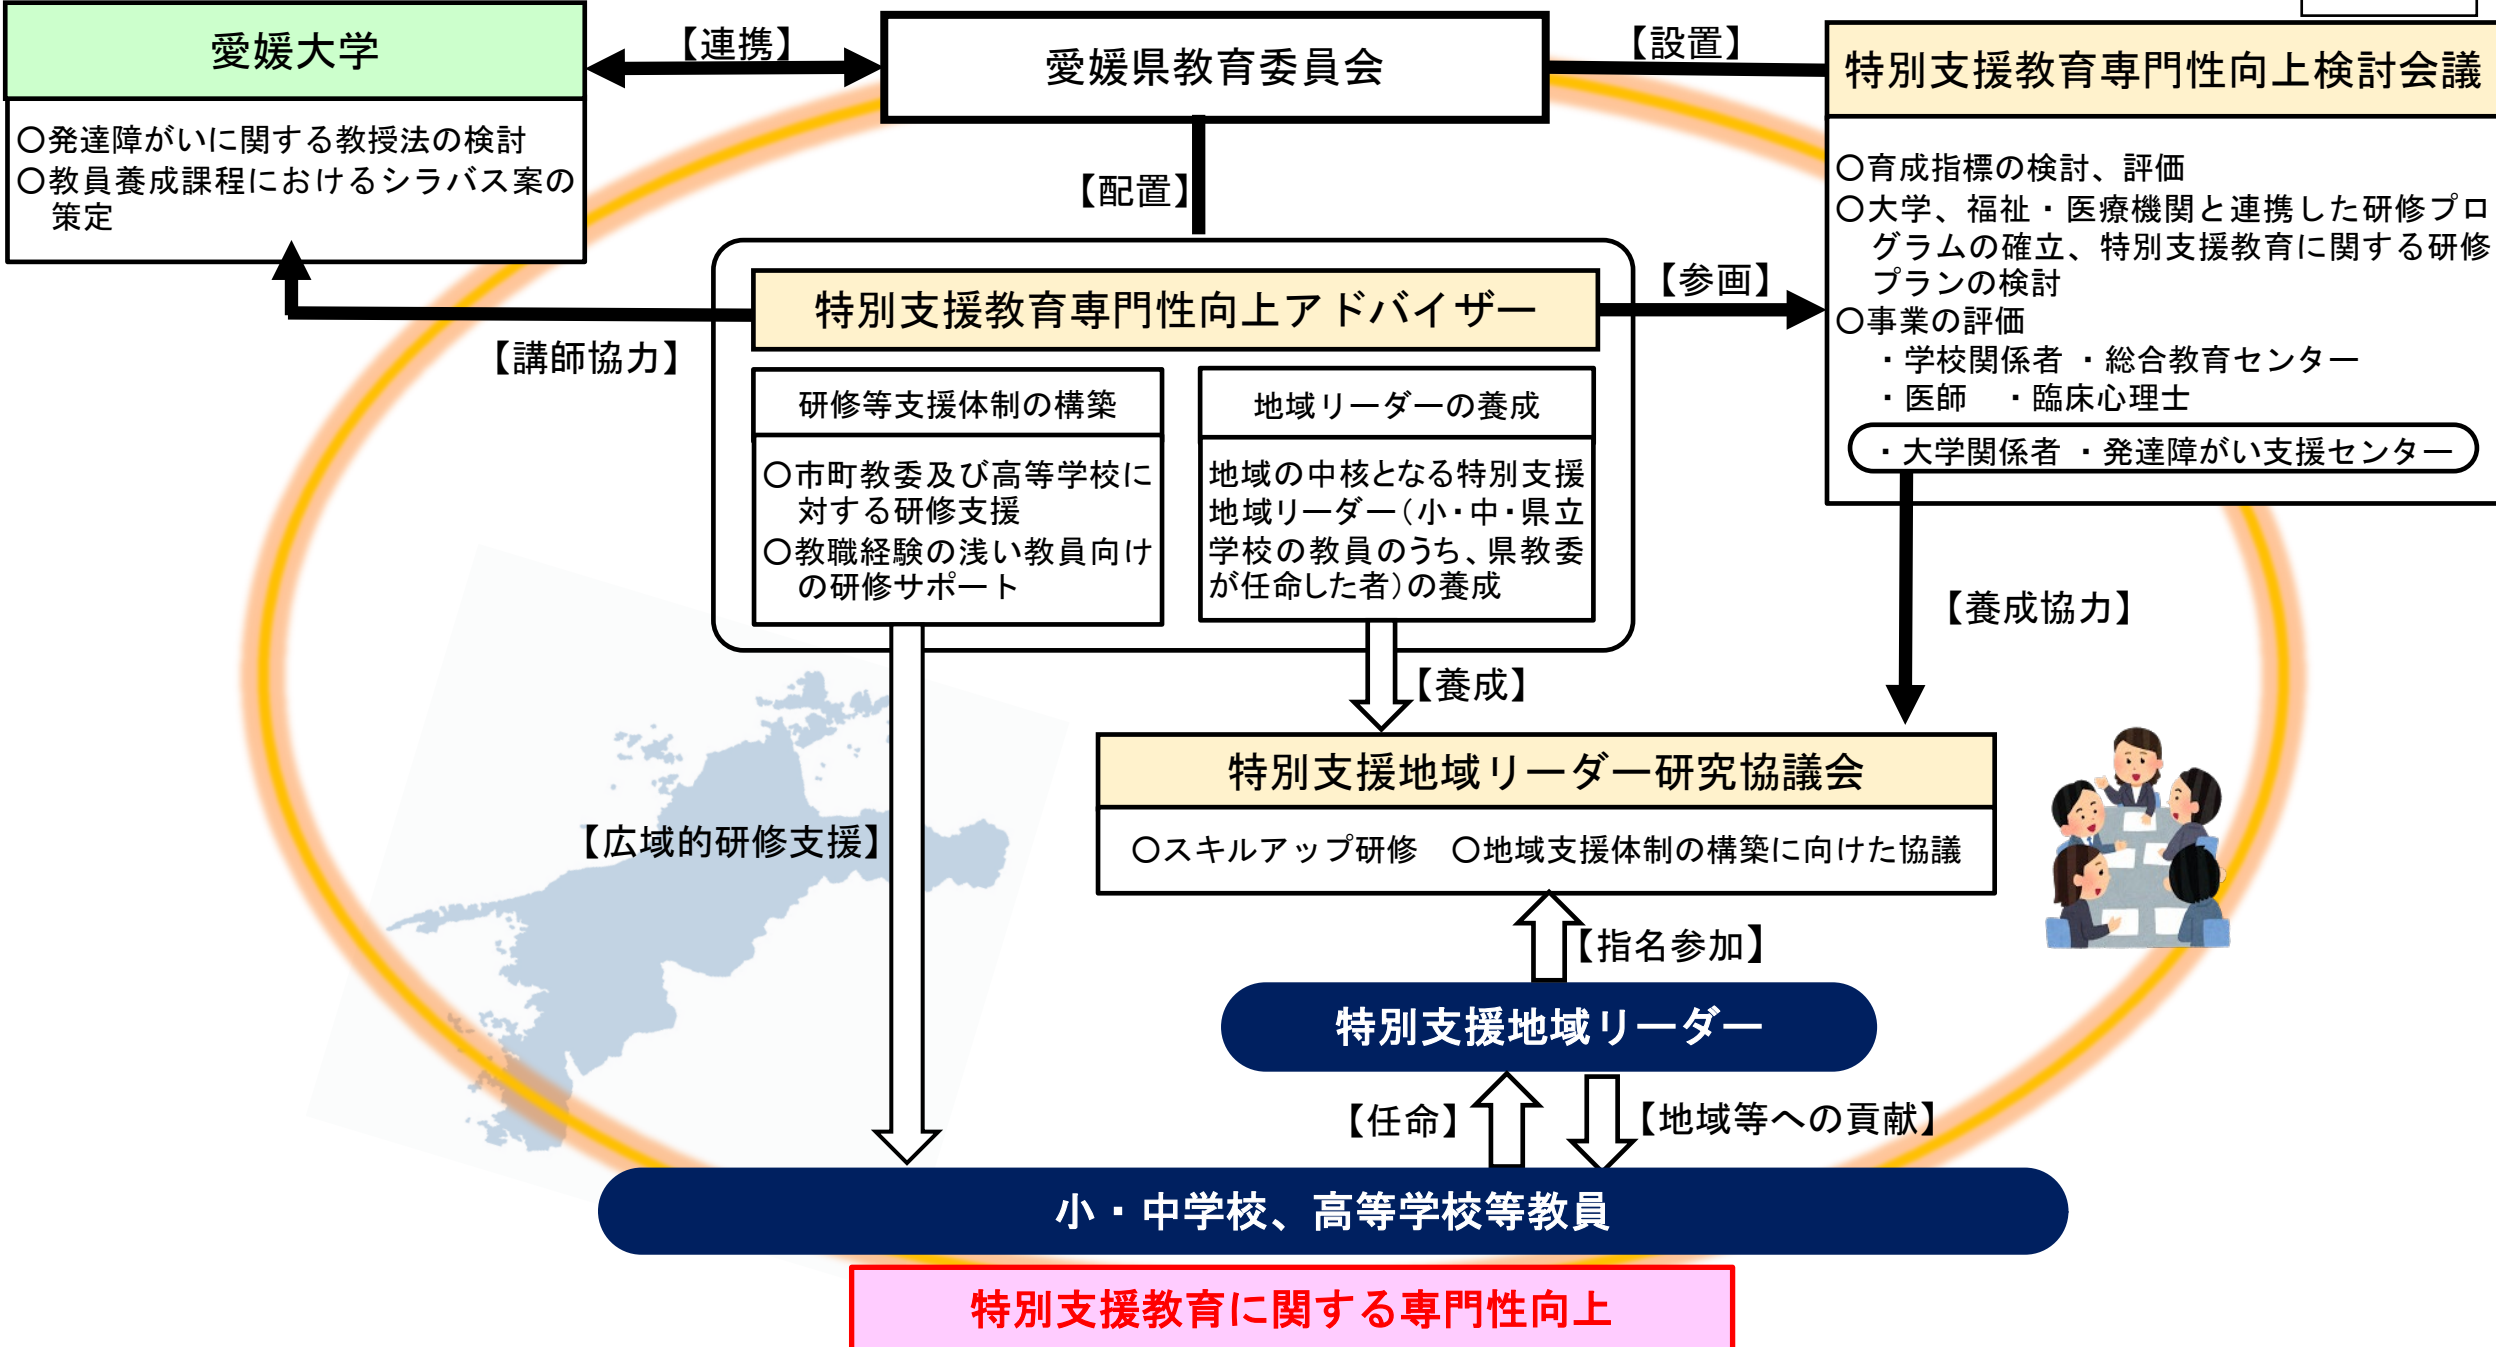 愛媛大学
〇発達障がいに関する教授法の検討
〇教員養成課程におけるシラバス案の
策定
【連携】
愛媛県教育委員会
【設置】
特別支援教育専門性向上検討会議
〇育成指標の検討、評価
〇大学、福祉・医療機関と連携した研修プロ
グラムの確立、特別支援教育に関する研修
プランの検討
〇事業の評価
・学校関係者 ・総合教育センター
・医師 ・臨床心理士
・大学関係者 ・発達障がい支援センター
【配置】
特別支援教育専門性向上アドバイザー
【参画】
【講師協力】
研修等支援体制の構築
〇市町教委及び高等学校に
対する研修支援
〇教職経験の浅い教員向け
の研修サポート
地域リーダーの養成
地域の中核となる特別支援
地域リーダー（小・中・県立
学校の教員のうち、県教委
が任命した者）の養成
【養成協力】
【養成】
特別支援地域リーダー研究協議会
〇スキルアップ研修 〇地域支援体制の構築に向けた協議
【広域的研修支援】
【指名参加】
特別支援地域リーダー
【任命】
【地域等への貢献】
小・中学校、高等学校等教員
特別支援教育に関する専門性向上